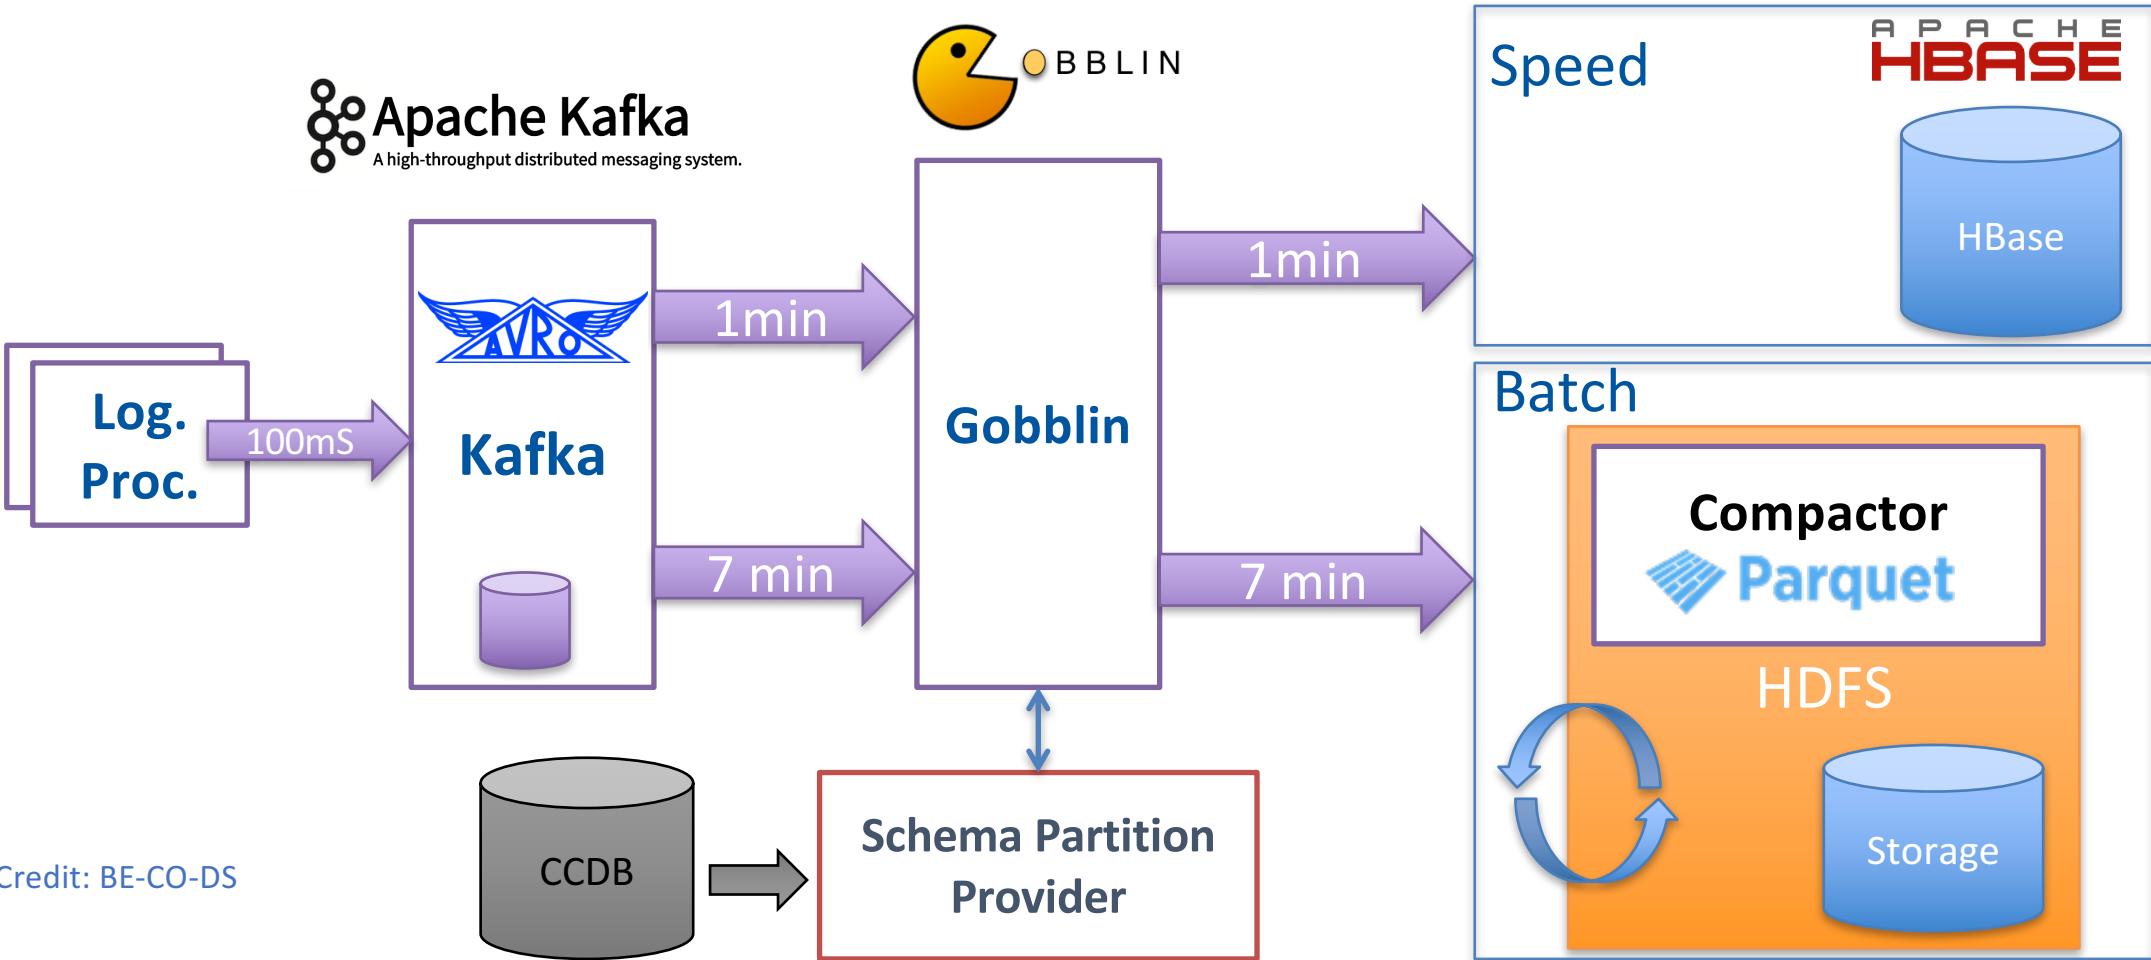 Apache Kafka
A high-throughput distributed messaging system.
BBLIN
Speed
APACHE
HBASE
HBase
Log.
Proc.
100mS
AVRO
Kafka
1min
7 min
Gobblin
1min
7 min
Batch
Compactor
Parquet
HDFS
Storage
CCDB
Schema Partition
Provider
Credit: BE-CO-DS